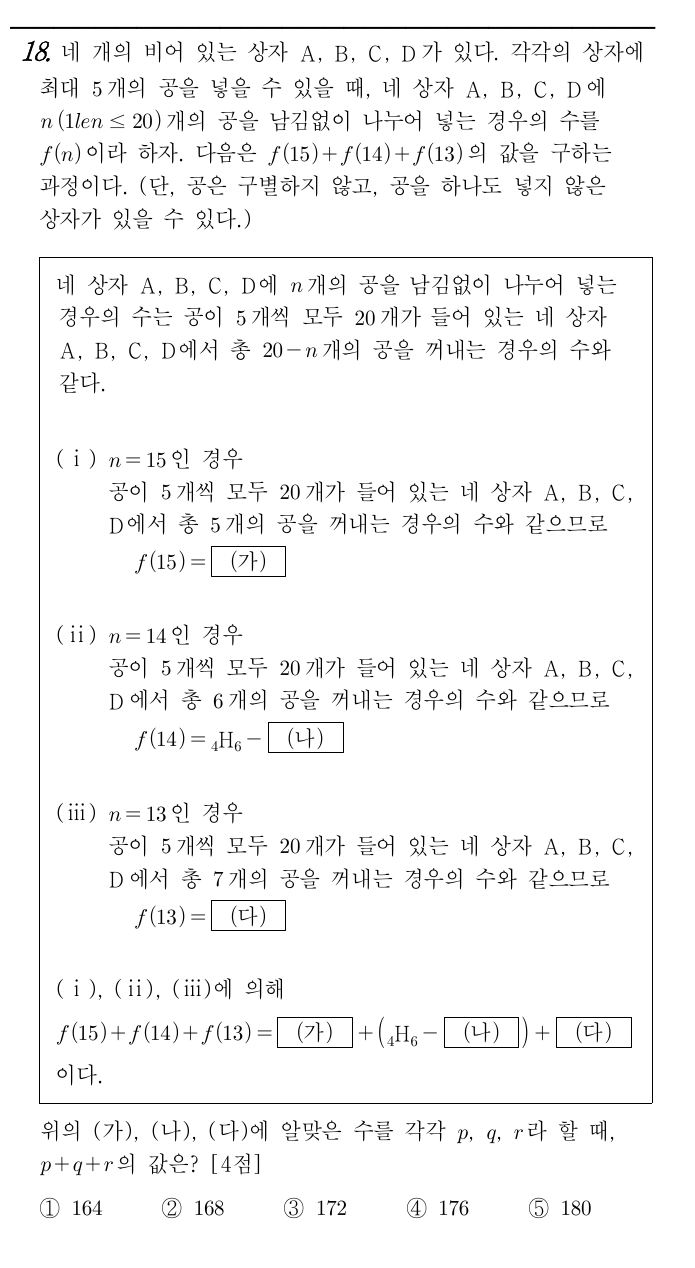 18. 네 개의 비어 있는 상자 A, B, C, D가 있다. 각각의 상자에
최대 5개의 공을 넣을 수 있을 때, 네 상자 A, B, C, D에
n(1len ≤ 20)개의 공을 남김없이 나누어 넣는 경우의 수를
f(n)이라 하자. 다음은 f(15)+f(14)+f(13)의 값을 구하는
과정이다. (단, 공은 구별하지 않고, 공을 하나도 넣지 않은
상자가 있을 수 있다.)
네 상자 A, B, C, D에 n개의 공을 남김없이 나누어 넣는
경우의 수는 공이 5개씩 모두 20개가 들어 있는 네 상자
A, B, C, D에서 총 20-n개의 공을 꺼내는 경우의 수와
같다.
(ⅰ) n=15인 경우
공이 5개씩 모두 20개가 들어 있는 네 상자 A, B, C,
D에서 총 5개의 공을 꺼내는 경우의 수와 같으므로
f(15)= (가)
(ⅱ) n=14인 경우
공이 5개씩 모두 20개가 들어 있는 네 상자 A, B, C,
D에서 총 6개의 공을 꺼내는 경우의 수와 같으므로
f(14)=₄H₆- (나)
(ⅲ) n=13인 경우
공이 5개씩 모두 20개가 들어 있는 네 상자 A, B, C,
D에서 총 7개의 공을 꺼내는 경우의 수와 같으므로
f(13)= (다)
(ⅰ), (ⅱ), (ⅲ)에 의해
f(15)+f(14)+f(13)= (가) +(₄H₆- (나) )+ (다)
이다.
위의 (가), (나), (다)에 알맞은 수를 각각 p, q, r라 할 때,
p+q+r의 값은? [4점]
① 164 ② 168 ③ 172 ④ 176 ⑤ 180